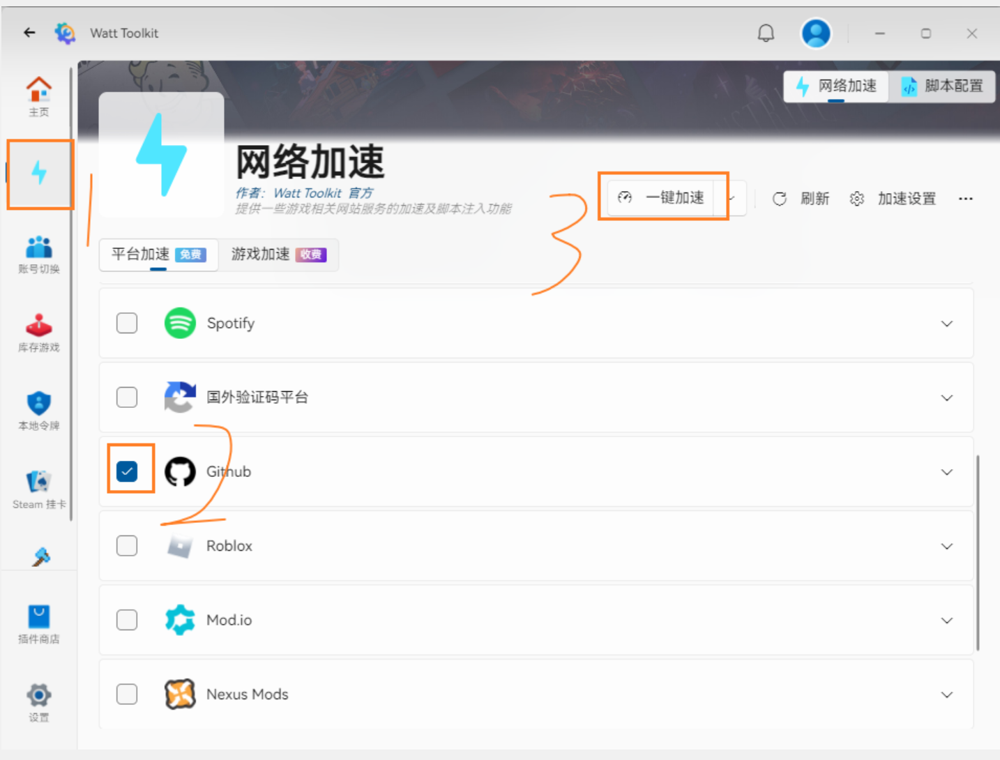 Watt Toolkit
网络加速 脚本配置
主页
网络加速
作者： Watt Toolkit 官方
提供一些游戏相关网站服务的加速及脚本注入功能
一键加速 刷新 加速设置 ...
1
3
平台加速 免费 游戏加速 收费
账号切换
Spotify
库存游戏
国外验证码平台
本地令牌
2
Github
Steam 挂卡
Roblox
Mod.io
插件商店
Nexus Mods
设置